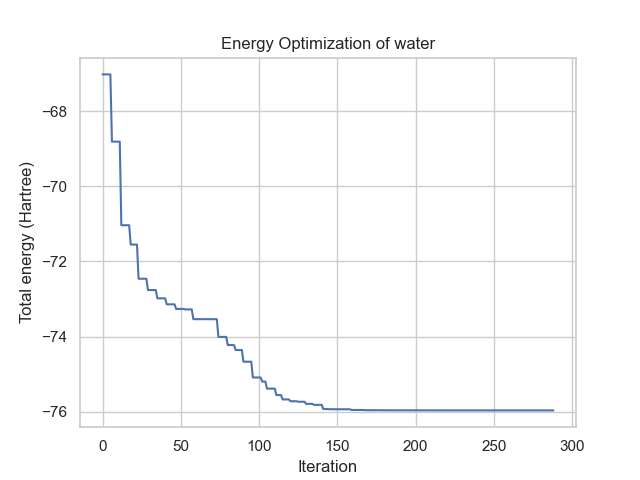 Energy Optimization of water
Total energy (Hartree)
−68
−70
−72
−74
−76
0 50 100 150 200 250 300
Iteration